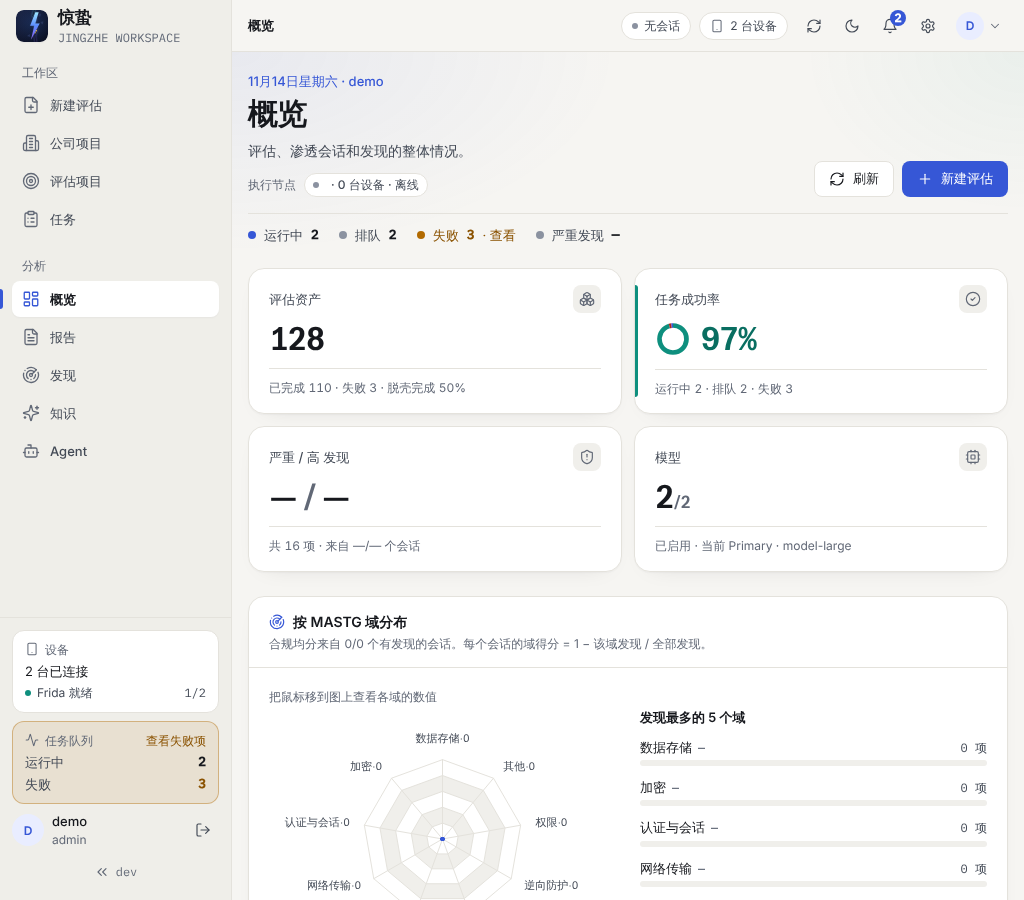 惊蛰
JINGZHE WORKSPACE
工作区
新建评估
公司项目
评估项目
任务
分析
概览
报告
发现
知识
Agent
设备
2 台已连接
Frida 就绪 1/2
任务队列 查看失败项
运行中 2
失败 3
D demo
admin
dev
概览
无会话
2 台设备
2
D
11月14日星期六 · demo
概览
评估、渗透会话和发现的整体情况。
执行节点 · 0 台设备 · 离线
刷新
新建评估
运行中 2 排队 2 失败 3 · 查看 严重发现 —
评估资产
128
已完成 110 · 失败 3 · 脱壳完成 50%
任务成功率
97%
运行中 2 · 排队 2 · 失败 3
严重 / 高 发现
— / —
共 16 项 · 来自 —/— 个会话
模型
2/2
已启用 · 当前 Primary · model-large
按 MASTG 域分布
合规均分来自 0/0 个有发现的会话。每个会话的域得分 = 1 − 该域发现 / 全部发现。
把鼠标移到图上查看各域的数值
数据存储·0
加密·0
其他·0
认证与会话·0
权限·0
网络传输·0
逆向防护·0
发现最多的 5 个域
数据存储 — 0 项
加密 — 0 项
认证与会话 — 0 项
网络传输 — 0 项